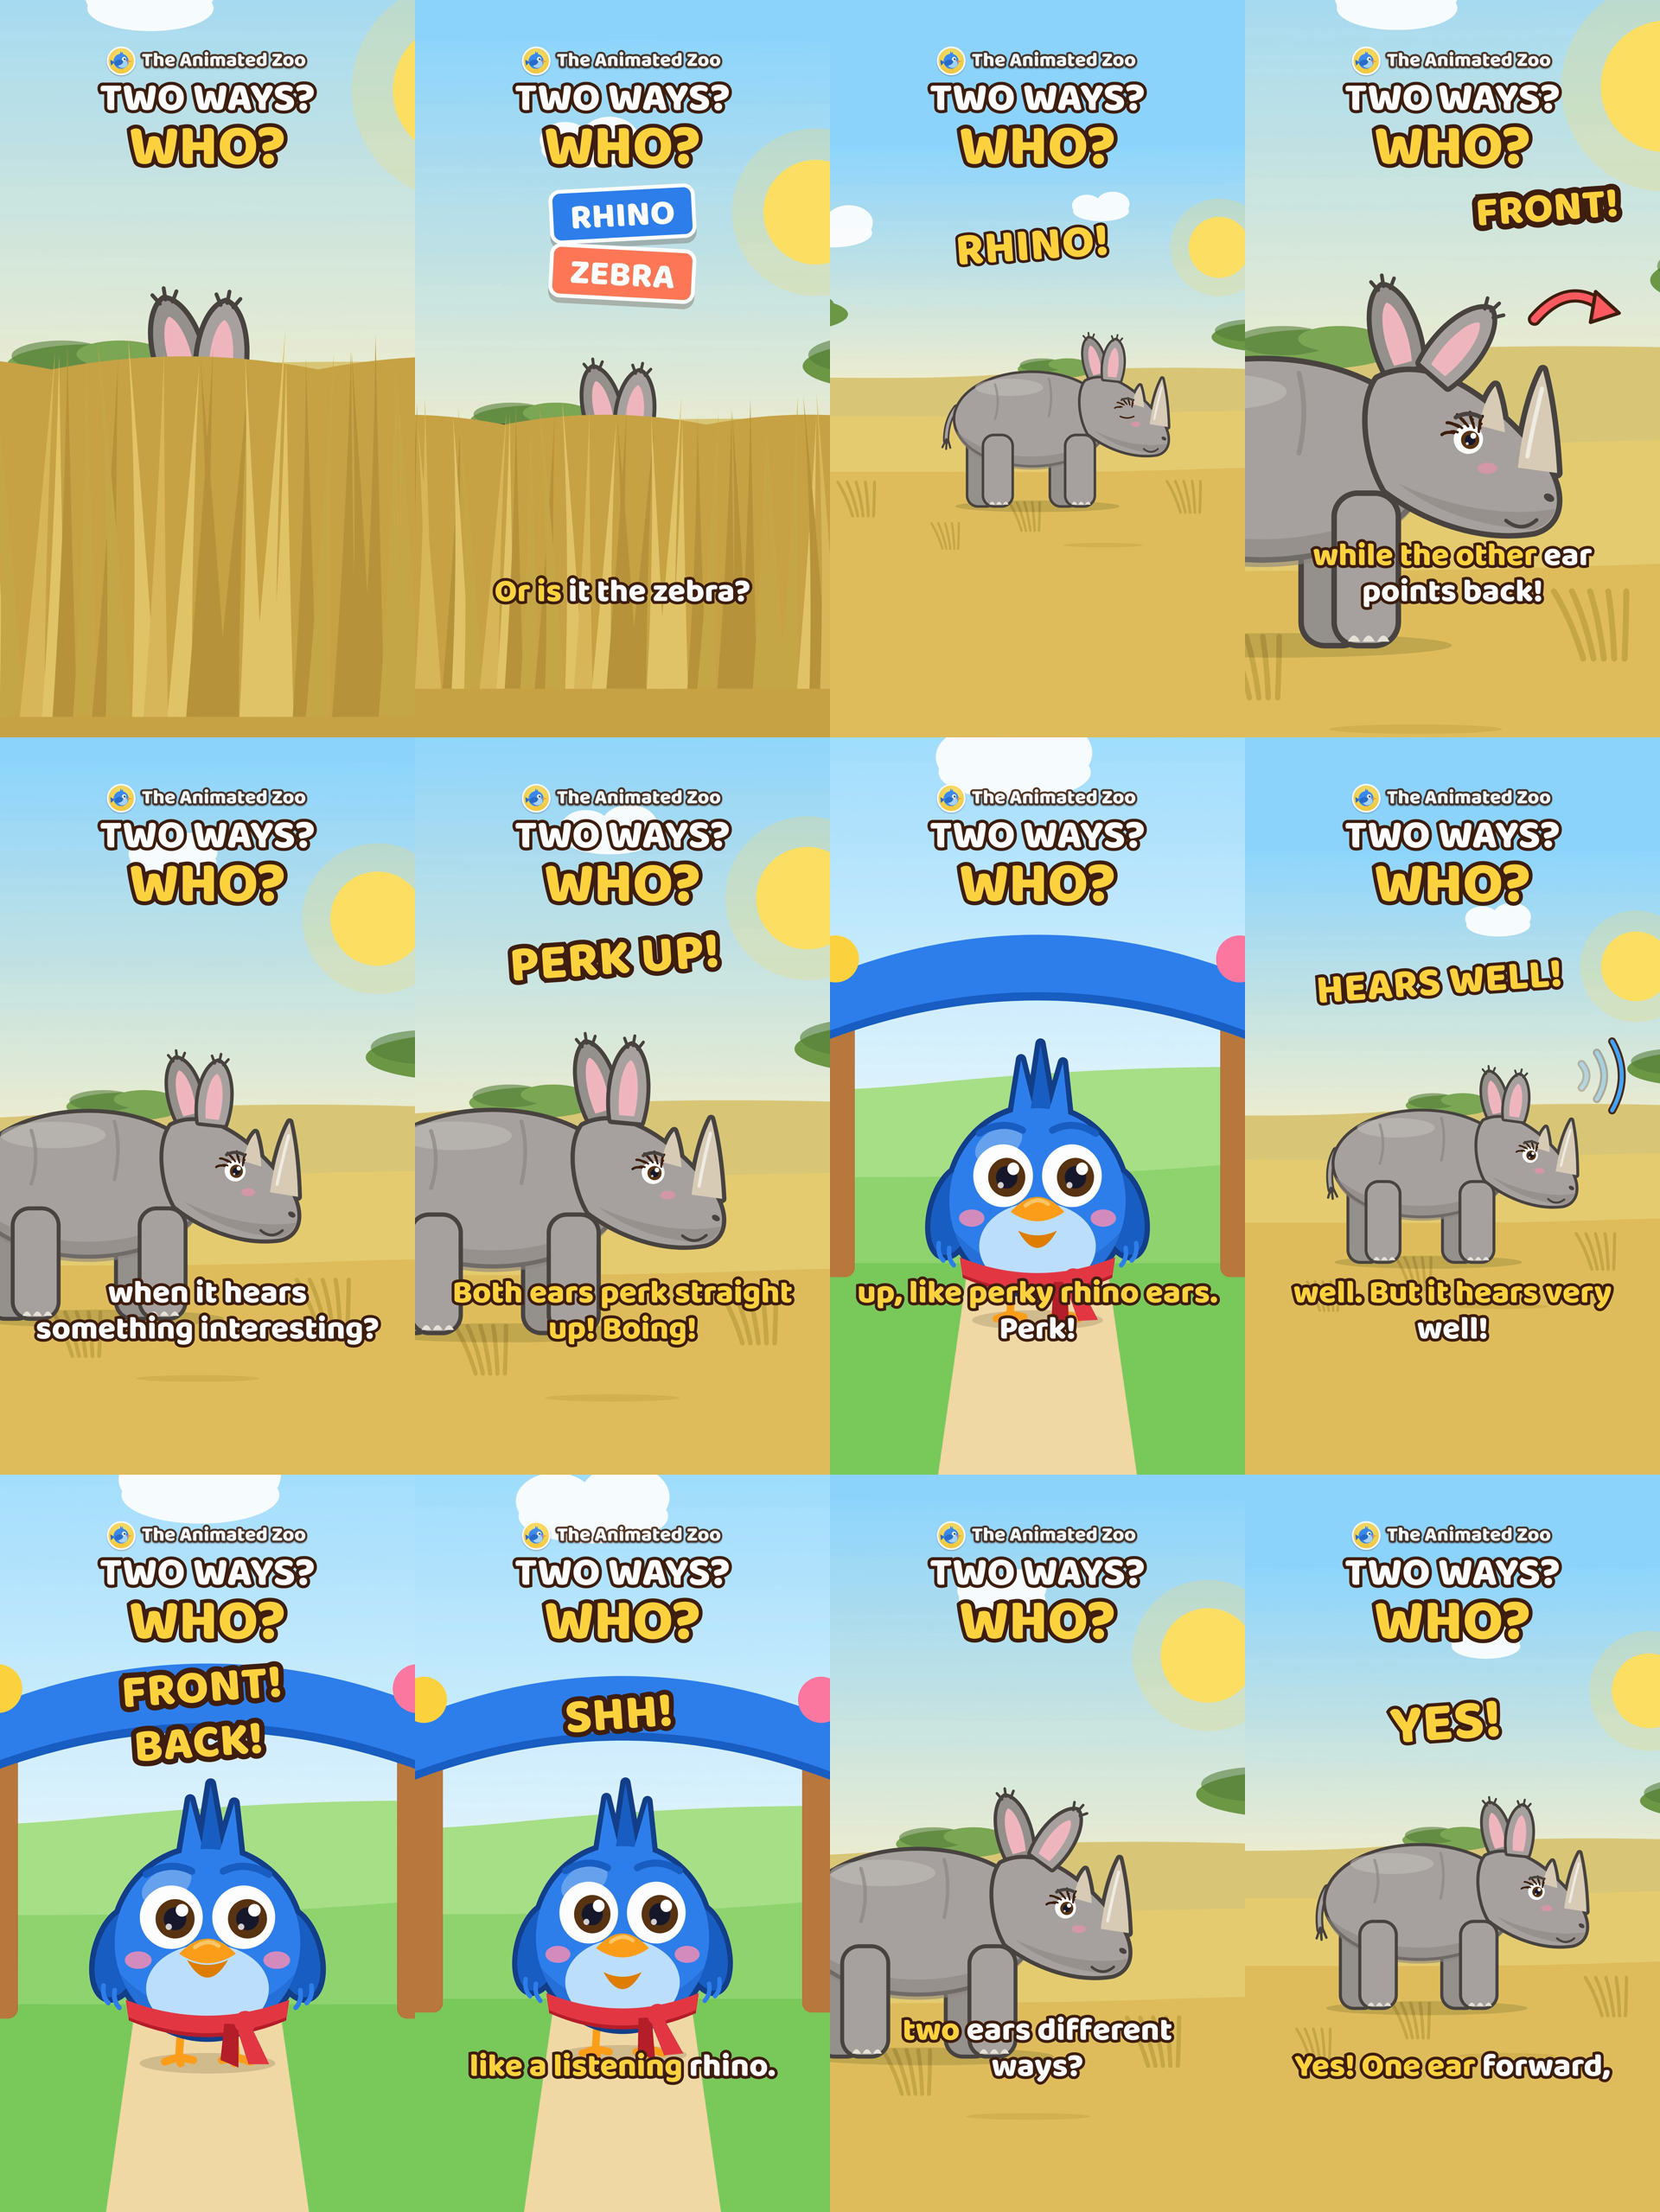 The Animated Zoo
TWO WAYS?
WHO?
The Animated Zoo
TWO WAYS?
WHO?
RHINO
ZEBRA
Or is it the zebra?
The Animated Zoo
TWO WAYS?
WHO?
RHINO!
The Animated Zoo
TWO WAYS?
WHO?
FRONT!
while the other ear
points back!
The Animated Zoo
TWO WAYS?
WHO?
when it hears
something interesting?
The Animated Zoo
TWO WAYS?
WHO?
PERK UP!
Both ears perk straight
up! Boing!
The Animated Zoo
TWO WAYS?
WHO?
up, like perky rhino ears.
Perk!
The Animated Zoo
TWO WAYS?
WHO?
HEARS WELL!
well. But it hears very
well!
The Animated Zoo
TWO WAYS?
WHO?
FRONT!
BACK!
The Animated Zoo
TWO WAYS?
WHO?
SHH!
like a listening rhino.
The Animated Zoo
TWO WAYS?
WHO?
two ears different
ways?
The Animated Zoo
TWO WAYS?
WHO?
YES!
Yes! One ear forward,